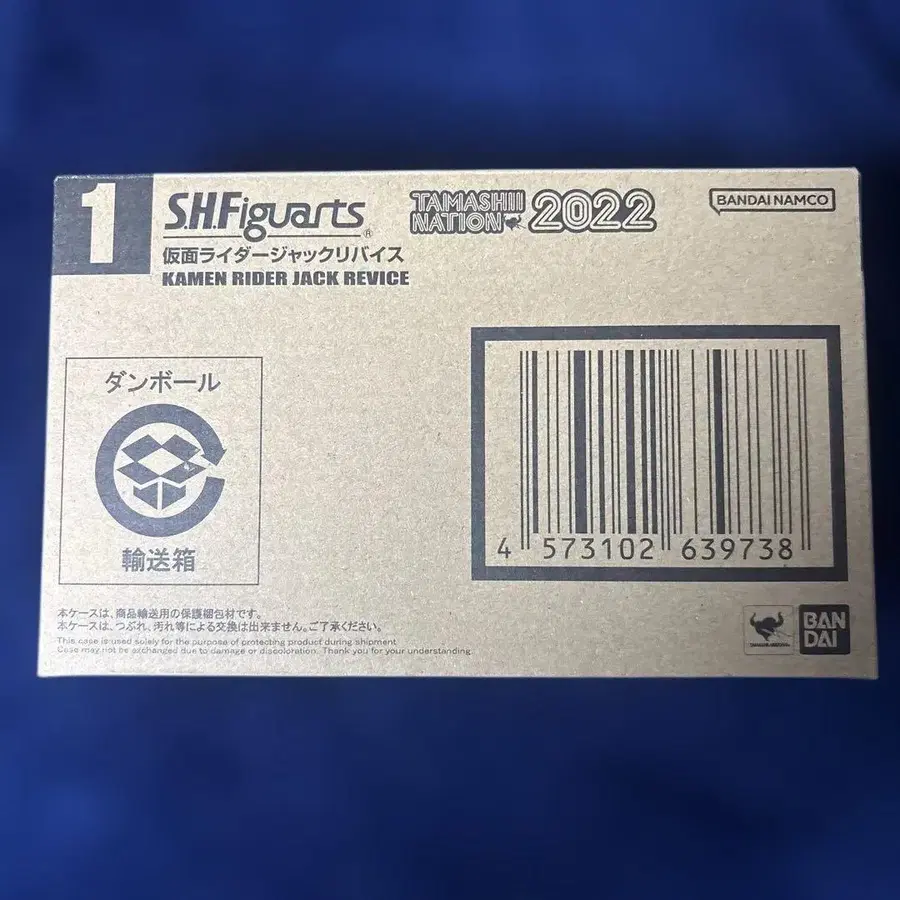 1
S.H.Figuarts®
TAMASHII NATION 2022
BANDAI NAMCO
仮面ライダージャックリバイス
KAMEN RIDER JACK REVICE
ダンボール
輸送箱
4 573102 639738
本ケースは、商品輸送用の保護梱包材です。
本ケースは、つぶれ、汚れ等による交換は出来ません。ご了承ください。
This case is used solely for the purpose of protecting product during shipment.
Case may not be exchanged due to damage or discoloration. Thank you for your understanding.
BAN
DAI